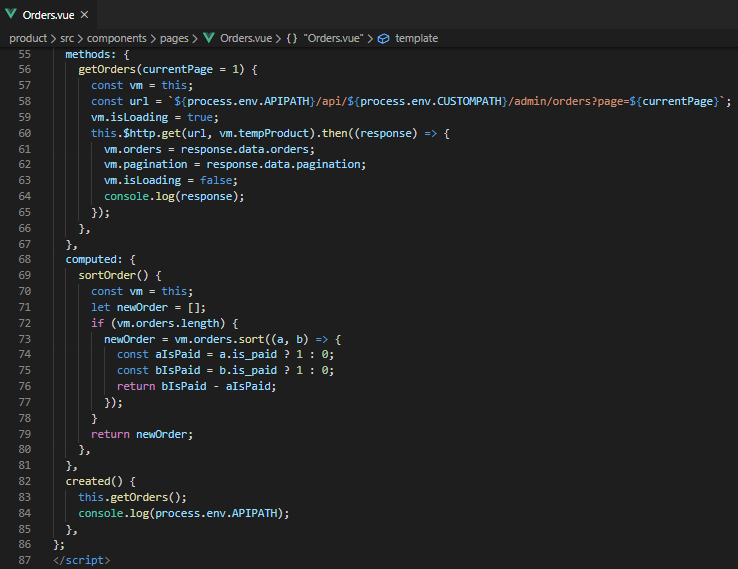 Orders.vue ×
product > src > components > pages > Orders.vue > {} "Orders.vue" > template
55 methods: {
56 getOrders(currentPage = 1) {
57 const vm = this;
58 const url = `${process.env.APIPATH}/api/${process.env.CUSTOMPATH}/admin/orders?page=${currentPage}`;
59 vm.isLoading = true;
60 this.$http.get(url, vm.tempProduct).then((response) => {
61 vm.orders = response.data.orders;
62 vm.pagination = response.data.pagination;
63 vm.isLoading = false;
64 console.log(response);
65 });
66 },
67 },
68 computed: {
69 sortOrder() {
70 const vm = this;
71 let newOrder = [];
72 if (vm.orders.length) {
73 newOrder = vm.orders.sort((a, b) => {
74 const aIsPaid = a.is_paid ? 1 : 0;
75 const bIsPaid = b.is_paid ? 1 : 0;
76 return bIsPaid - aIsPaid;
77 });
78 }
79 return newOrder;
80 },
81 },
82 created() {
83 this.getOrders();
84 console.log(process.env.APIPATH);
85 },
86 };
87 </script>